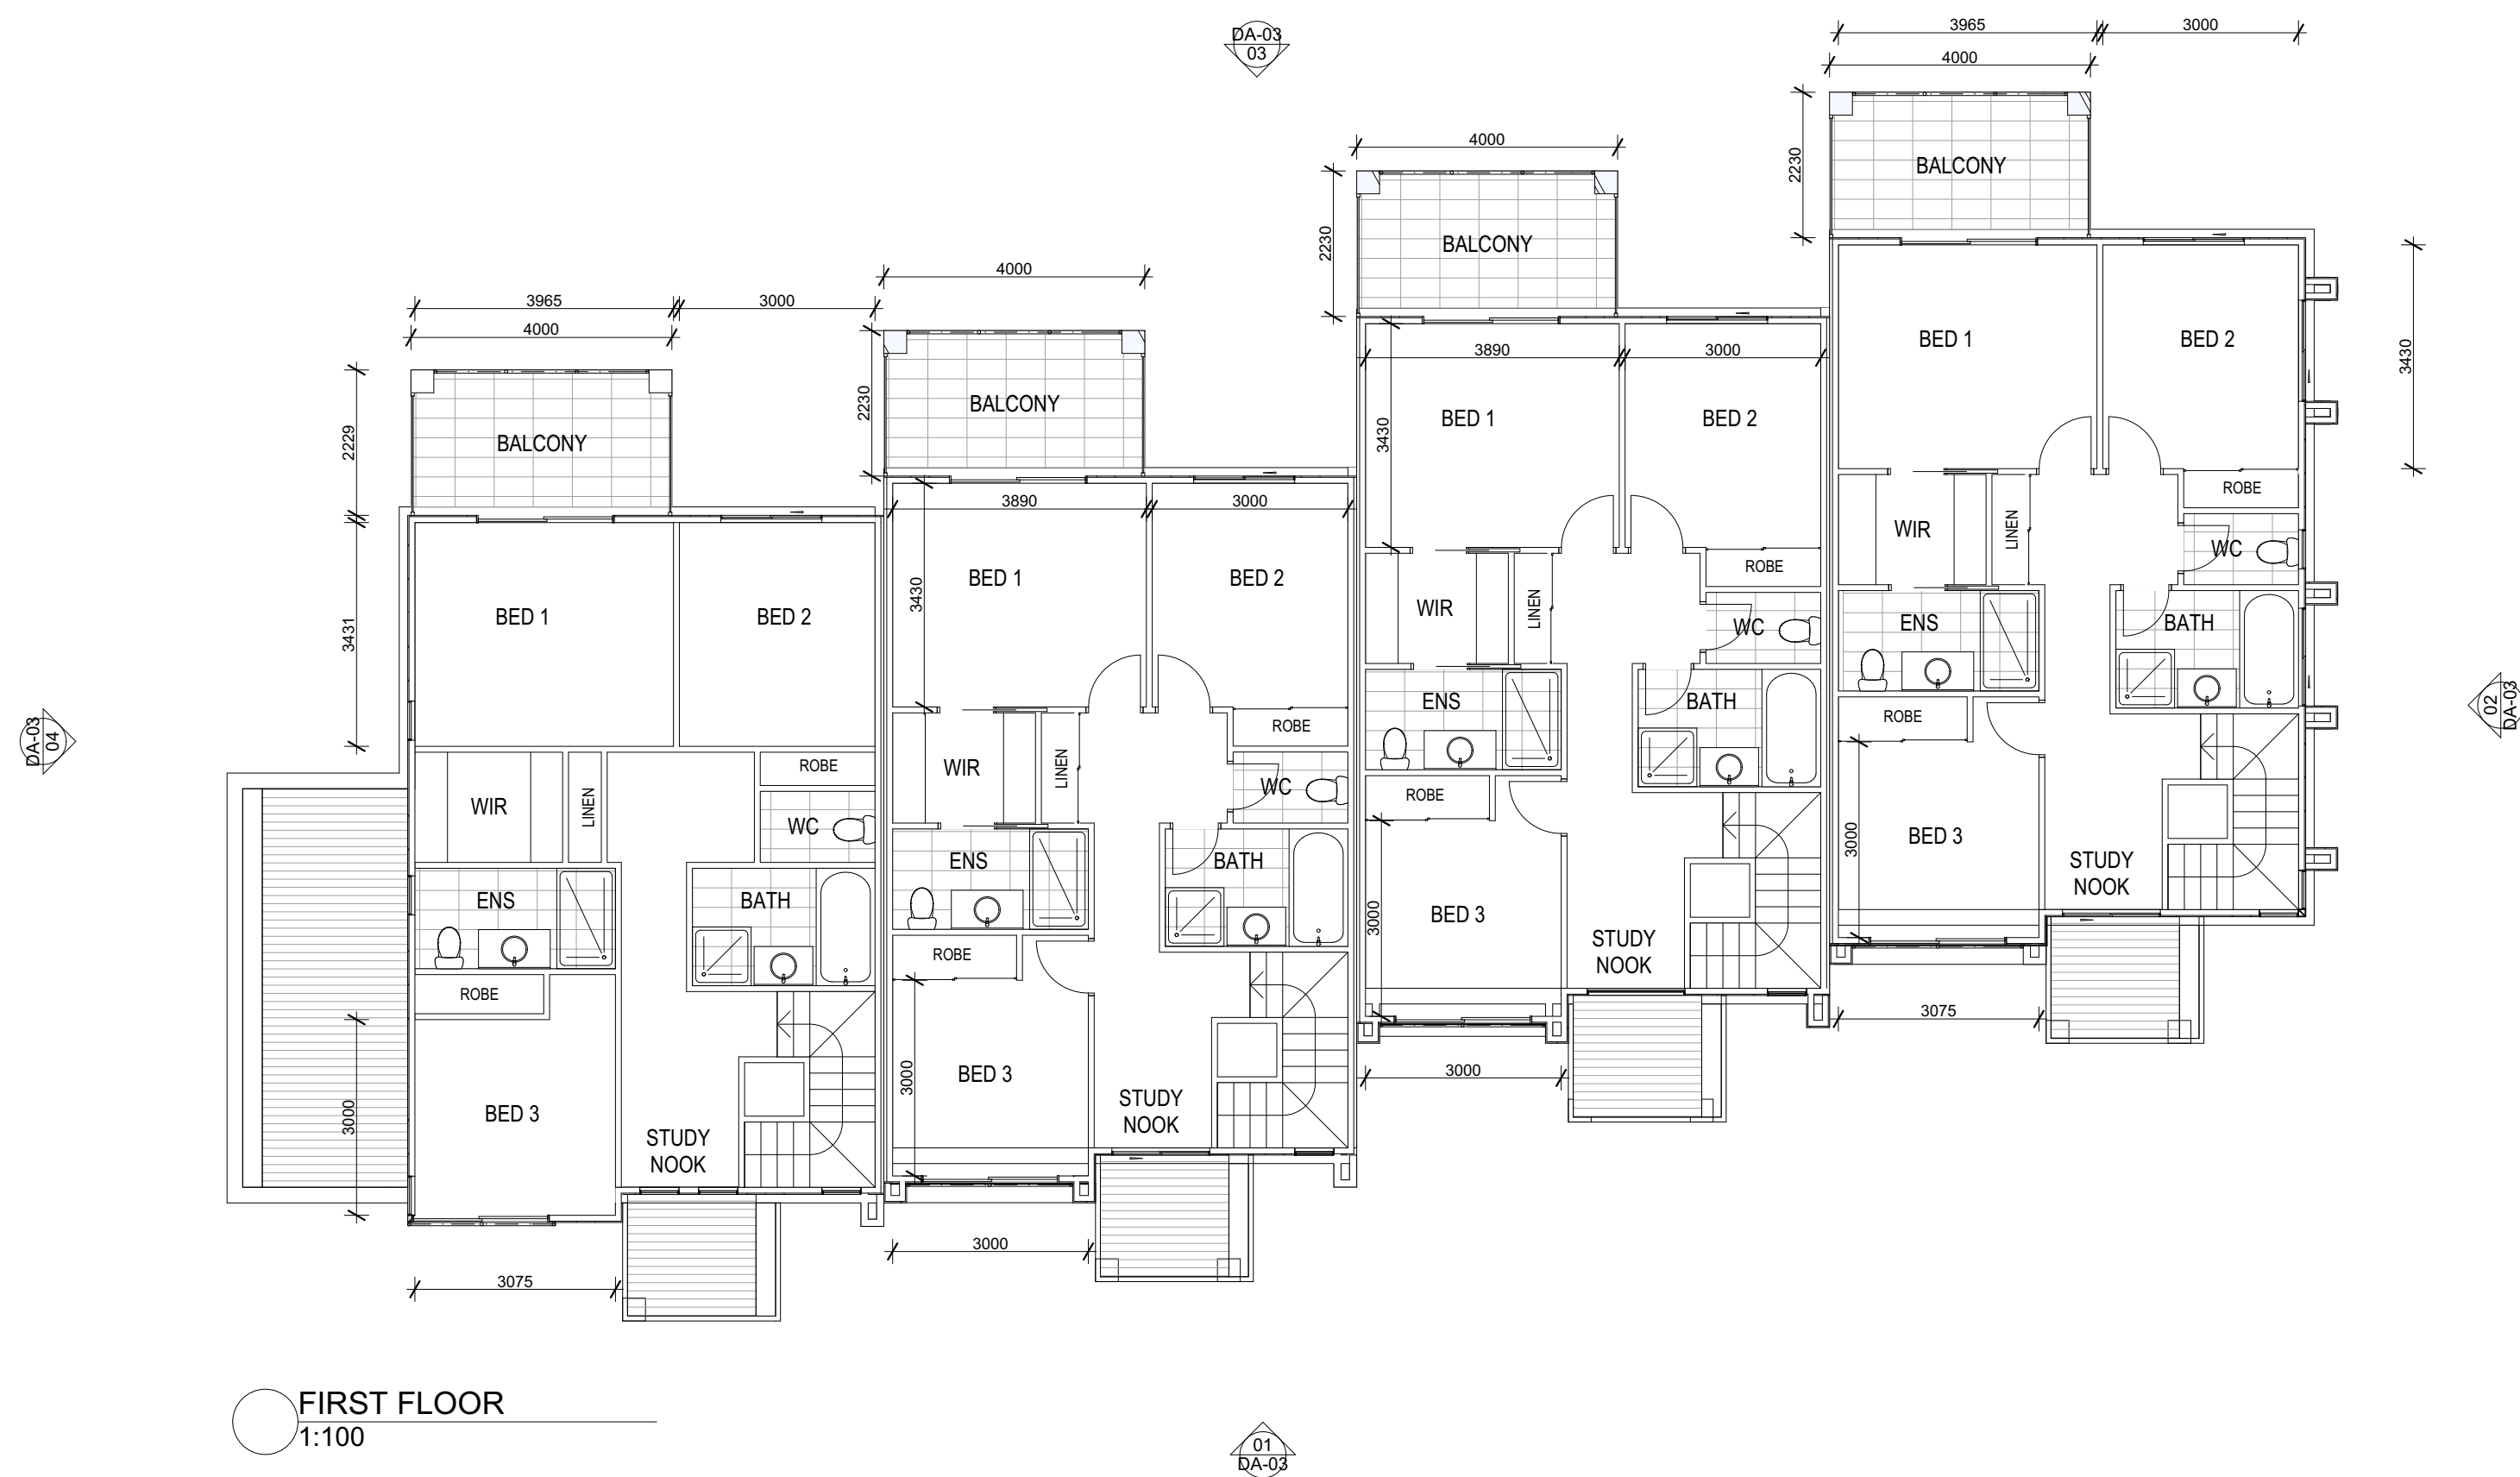 DA-03
03
3965
3000
4000
2230
BALCONY
BED 1
BED 2
3430
ROBE
WIR
LINEN
WC
ENS
BATH
ROBE
3000
BED 3
STUDY
NOOK
3075
4000
2230
BALCONY
3890
3000
3430
BED 1
BED 2
ROBE
WIR
LINEN
WC
ENS
BATH
ROBE
3000
BED 3
STUDY
NOOK
3000
4000
2230
BALCONY
3890
3000
3430
BED 1
BED 2
ROBE
WIR
LINEN
WC
ENS
BATH
ROBE
3000
BED 3
STUDY
NOOK
3000
3965
3000
4000
2229
BALCONY
3431
BED 1
BED 2
ROBE
WIR
LINEN
WC
ENS
BATH
ROBE
3000
BED 3
STUDY
NOOK
3075
DA-03
04
02
DA-03
FIRST FLOOR
1:100
01
DA-03